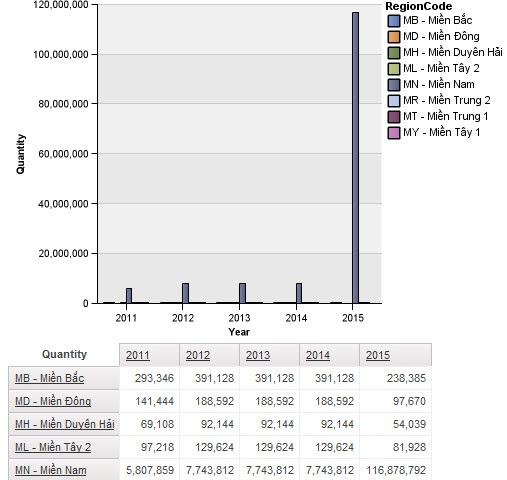 120,000,000
100,000,000
80,000,000
60,000,000
40,000,000
20,000,000
0
Quantity
2011 2012 2013 2014 2015
Year
RegionCode
MB - Miền Bắc
MD - Miền Đông
MH - Miền Duyên Hải
ML - Miền Tây 2
MN - Miền Nam
MR - Miền Trung 2
MT - Miền Trung 1
MY - Miền Tây 1
Quantity 2011 2012 2013 2014 2015
MB - Miền Bắc 293,346 391,128 391,128 391,128 238,385
MD - Miền Đông 141,444 188,592 188,592 188,592 97,670
MH - Miền Duyên Hải 69,108 92,144 92,144 92,144 54,039
ML - Miền Tây 2 97,218 129,624 129,624 129,624 81,928
MN - Miền Nam 5,807,859 7,743,812 7,743,812 7,743,812 116,878,792